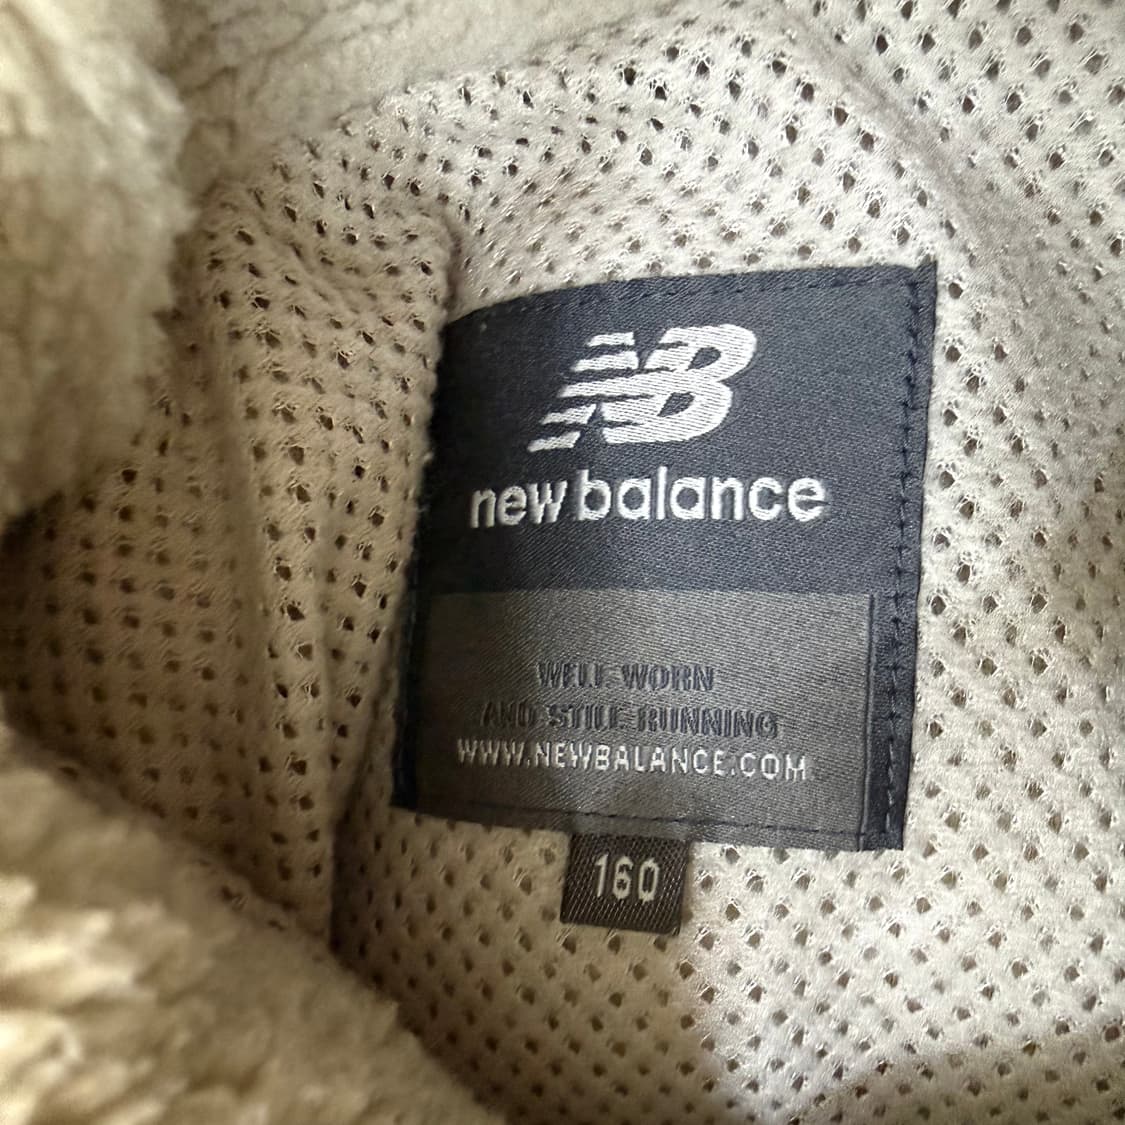 NB
new balance
WELL WORN
AND STILL RUNNING
WWW.NEWBALANCE.COM
160